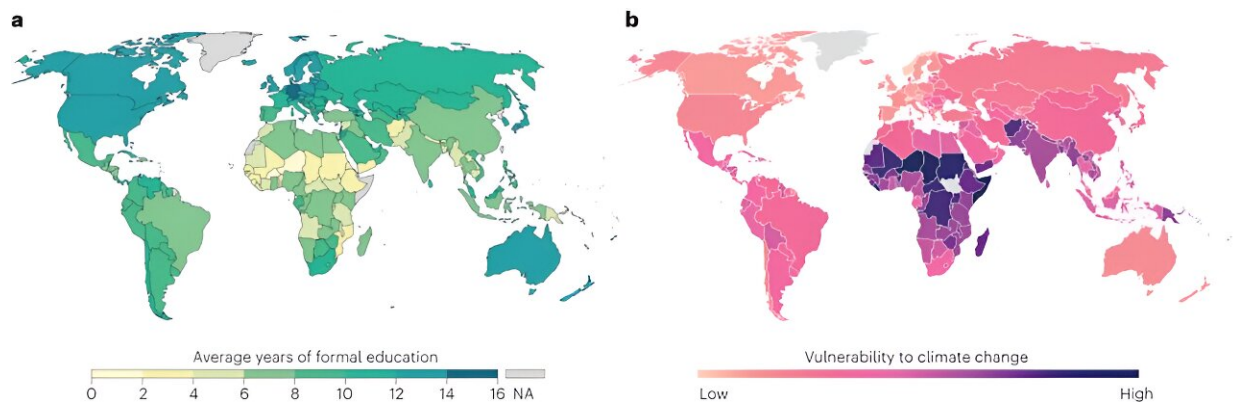 a
b
Average years of formal education
0 2 4 6 8 10 12 14 16 NA
Vulnerability to climate change
Low High